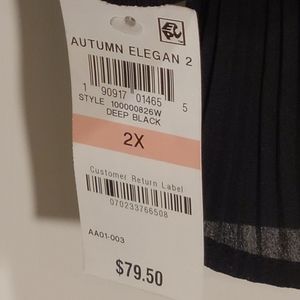 AUTUMN ELEGAN 2
1 90917 01465 5
STYLE 100000826W
DEEP BLACK
2X
Customer Return Label
070233766508
AA01-003
$79.50